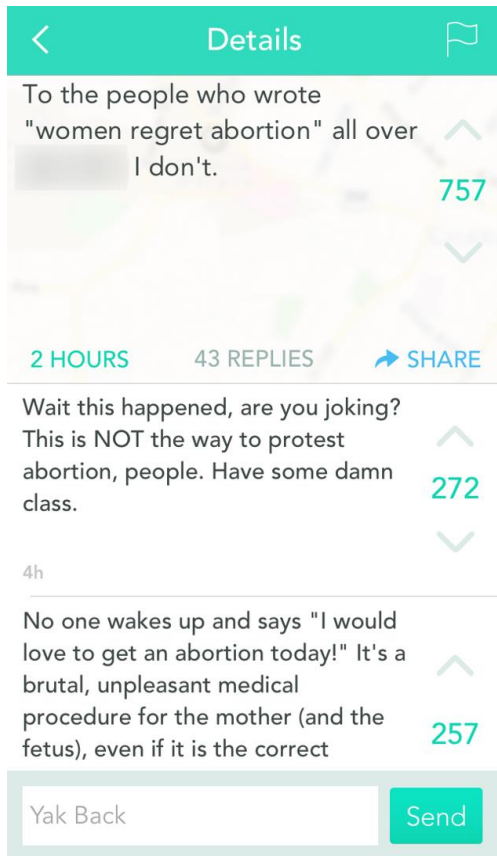 Details
To the people who wrote
"women regret abortion" all over
I don't.
757
2 HOURS
43 REPLIES
SHARE
Wait this happened, are you joking?
This is NOT the way to protest
abortion, people. Have some damn
class.
272
4h
No one wakes up and says "I would
love to get an abortion today!" It's a
brutal, unpleasant medical
procedure for the mother (and the
fetus), even if it is the correct
257
Yak Back
Send